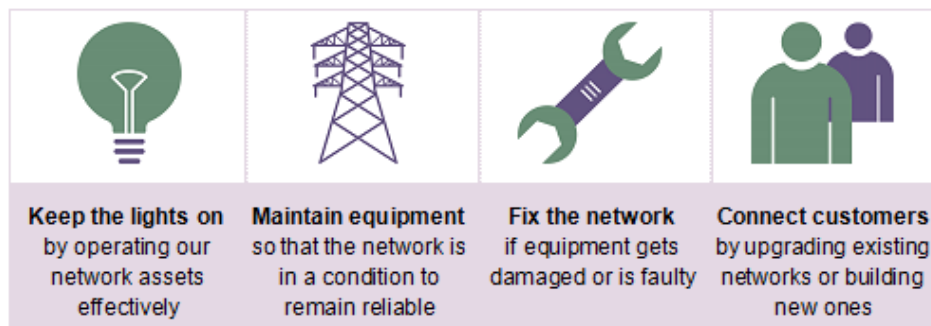 Keep the lights on
by operating our
network assets
effectively
Maintain equipment
so that the network is
in a condition to
remain reliable
Fix the network
if equipment gets
damaged or is faulty
Connect customers
by upgrading existing
networks or building
new ones